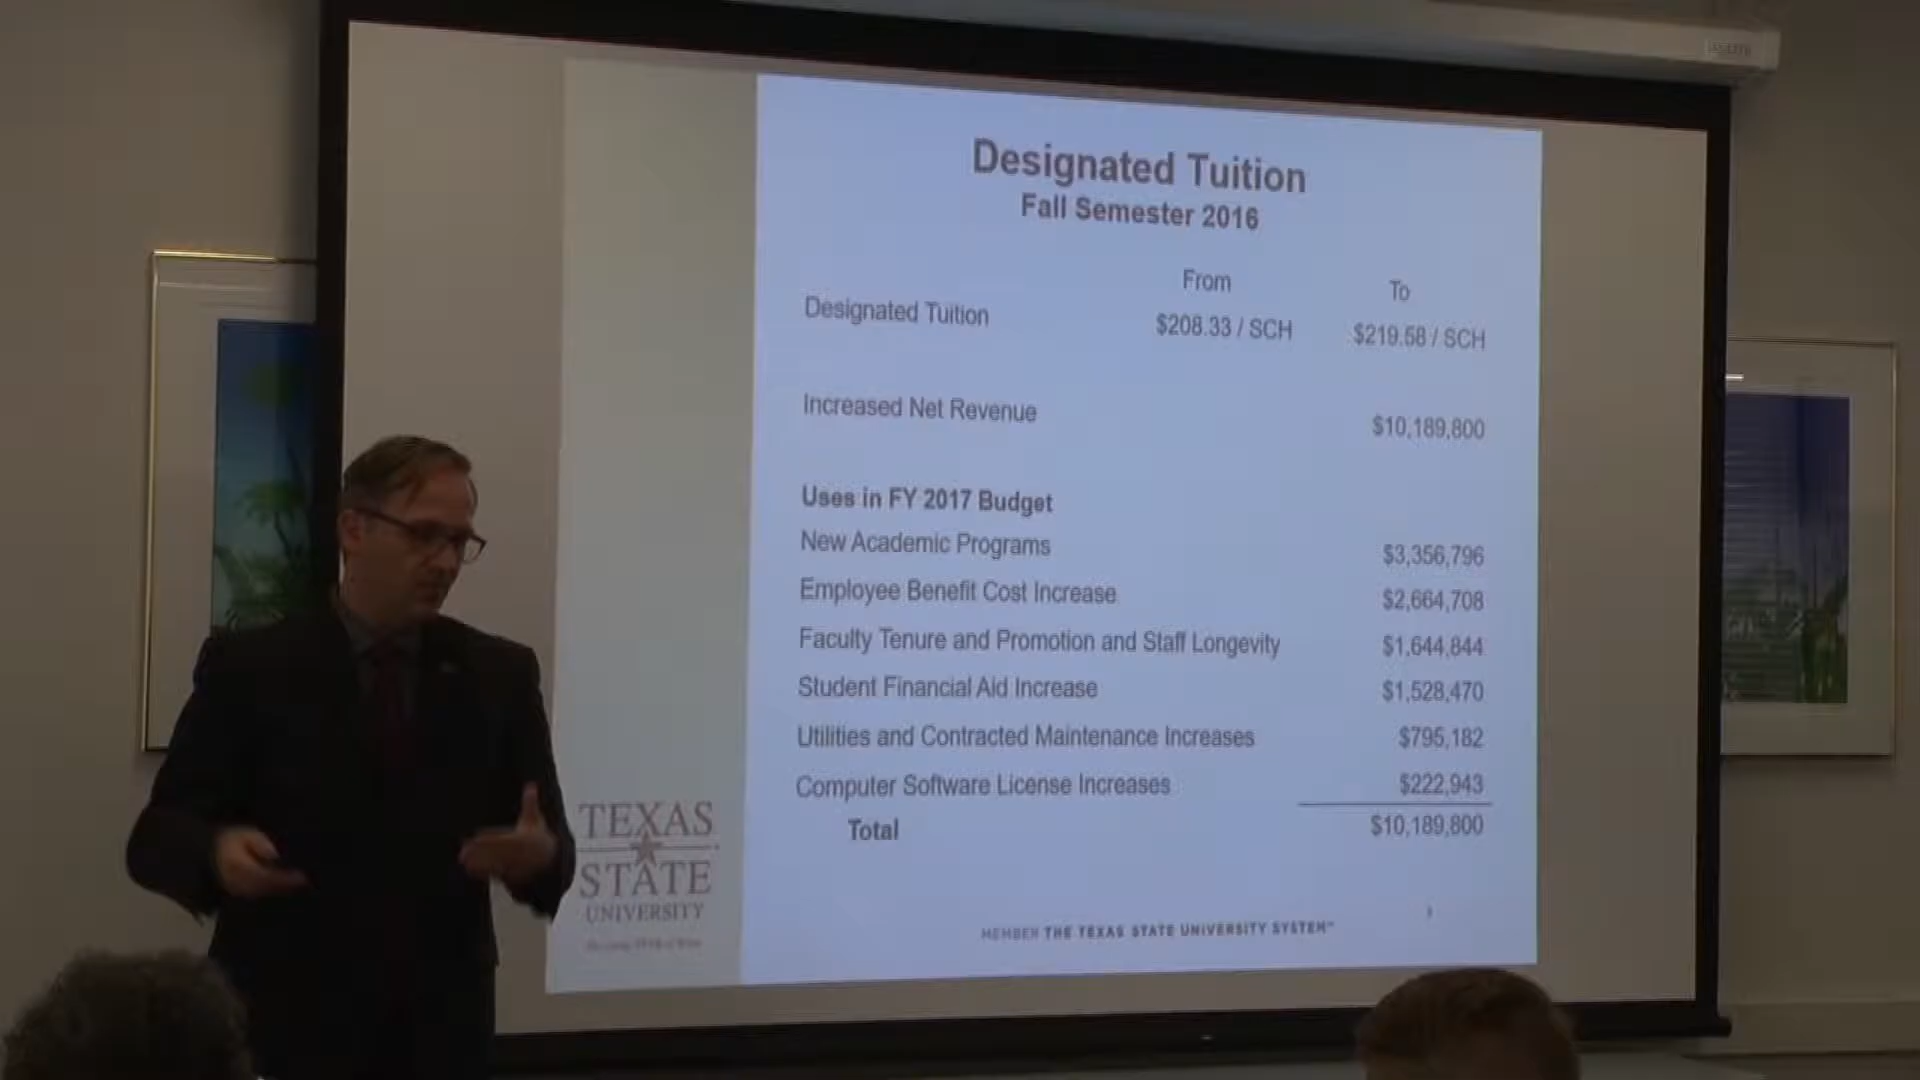 Designated Tuition
Fall Semester 2016
From To
Designated Tuition $208.33 / SCH $219.58 / SCH
Increased Net Revenue $10,189,800
Uses in FY 2017 Budget
New Academic Programs $3,356,796
Employee Benefit Cost Increase $2,664,708
Faculty Tenure and Promotion and Staff Longevity $1,644,844
Student Financial Aid Increase $1,528,470
Utilities and Contracted Maintenance Increases $795,182
Computer Software License Increases $222,943
Total $10,189,800
TEXAS
STATE
UNIVERSITY
MEMBER THE TEXAS STATE UNIVERSITY SYSTEM™